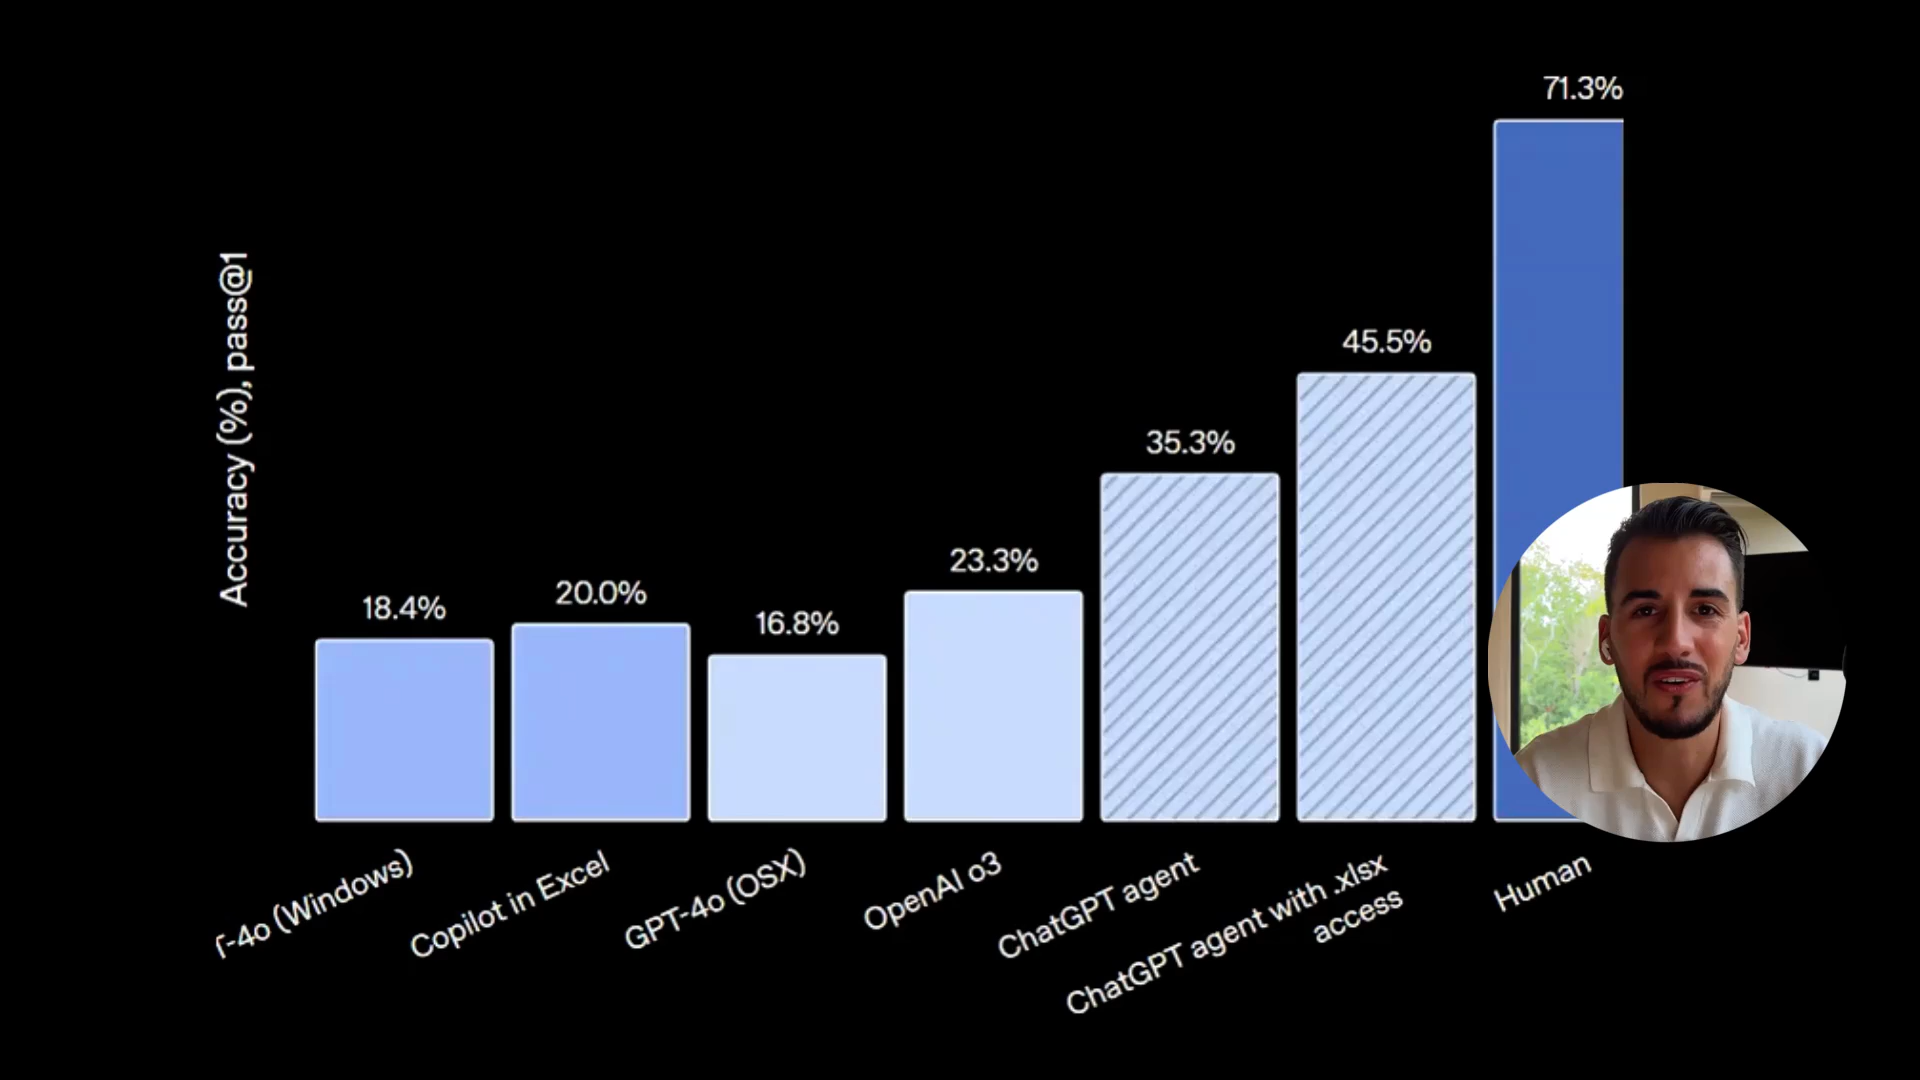 71.3%
45.5%
35.3%
23.3%
20.0%
18.4%
16.8%
Accuracy (%), pass@1
-4o (Windows)
Copilot in Excel
GPT-4o (OSX)
OpenAI o3
ChatGPT agent
ChatGPT agent with .xlsx
access
Human